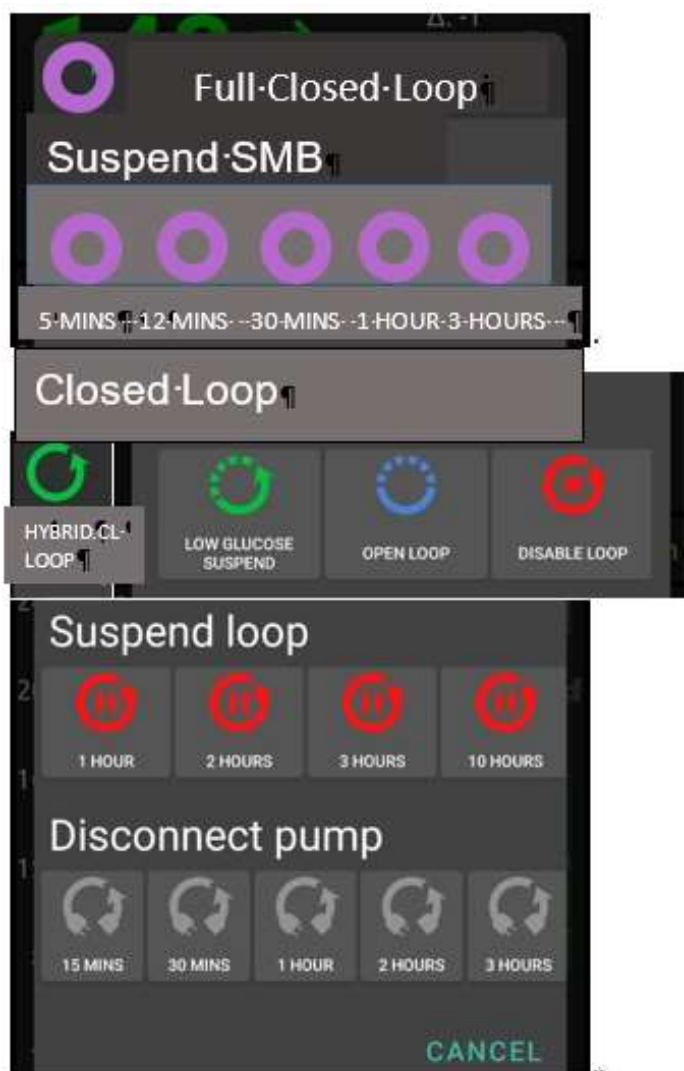 Δ: -1
Full·Closed·Loop¶
Suspend·SMB¶
5·MINS¶--12·MINS---30·MINS--1·HOUR·3·HOURS---¶
Closed·Loop¶
HYBRID.CL-
LOOP¶
LOW GLUCOSE
SUSPEND
OPEN LOOP
DISABLE LOOP
Suspend loop
1 HOUR
2 HOURS
3 HOURS
10 HOURS
Disconnect pump
15 MINS
30 MINS
1 HOUR
2 HOURS
3 HOURS
CANCEL